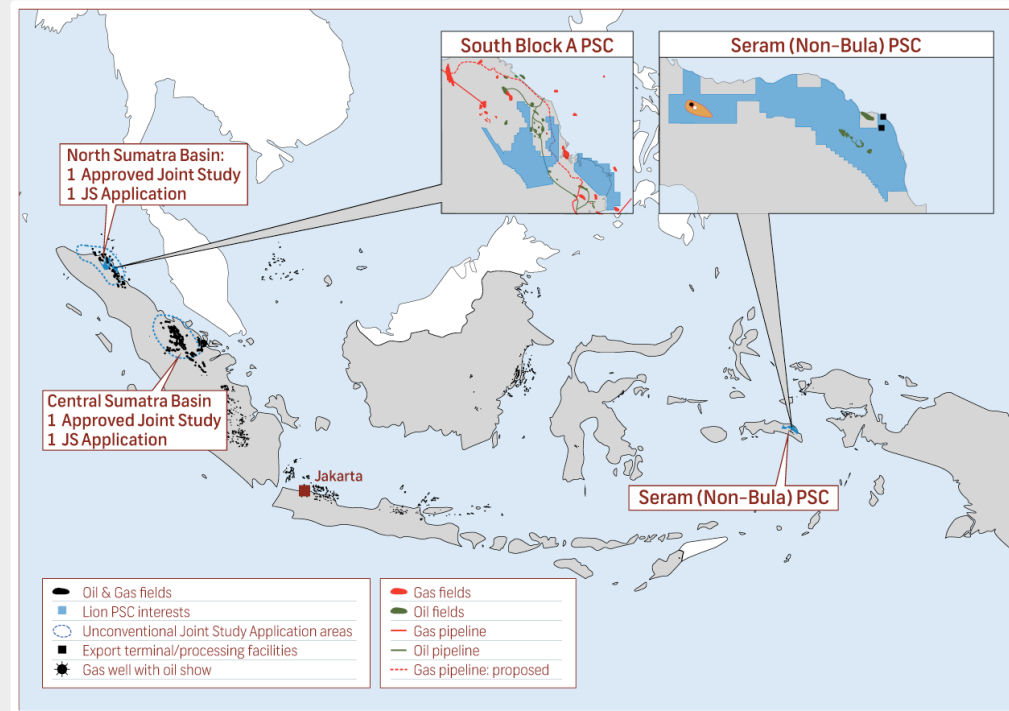 South Block A PSC
Seram (Non-Bula) PSC
North Sumatra Basin:
1 Approved Joint Study
1 JS Application
Central Sumatra Basin
1 Approved Joint Study
1 JS Application
Jakarta
Seram (Non-Bula) PSC
Oil & Gas fields
Lion PSC interests
Unconventional Joint Study Application areas
Export terminal/processing facilities
Gas well with oil show
Gas fields
Oil fields
Gas pipeline
Oil pipeline
Gas pipeline: proposed